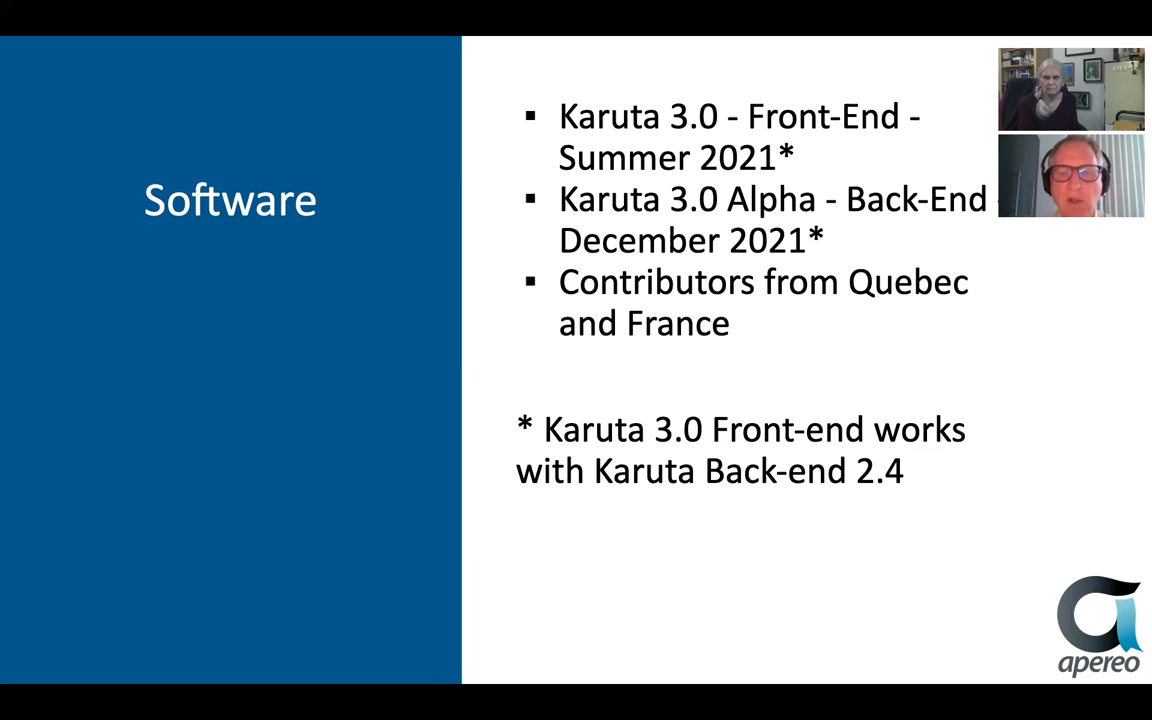 Software
▪ Karuta 3.0 - Front-End -
Summer 2021*
▪ Karuta 3.0 Alpha - Back-End -
December 2021*
▪ Contributors from Quebec
and France
* Karuta 3.0 Front-end works
with Karuta Back-end 2.4
apereo